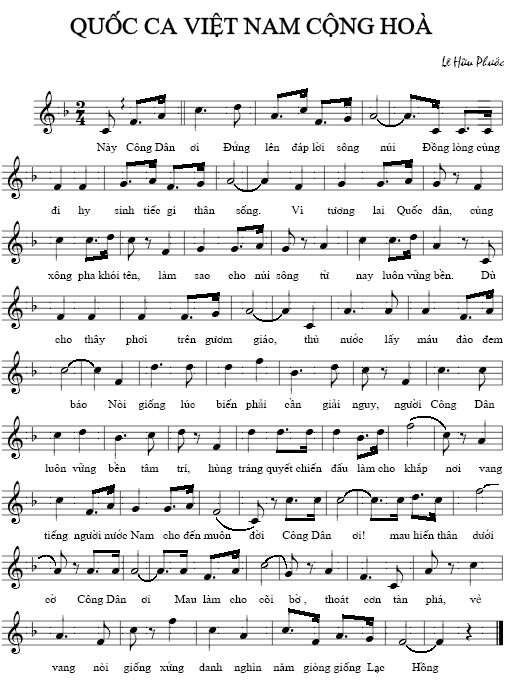 QUỐC CA VIỆT NAM CỘNG HOÀ
Lê Hữu Phước
2
4
Này Công Dân ơi Đứng lên đáp lời sông núi Đồng lòng cùng
đi hy sinh tiếc gì thân sống. Vì tương lai Quốc dân, cùng
xông pha khói tên, làm sao cho núi sông từ nay luôn vững bền. Dù
cho thây phơi trên gươm giáo, thù nước lấy máu đào đem
báo Nòi giống lúc biến phải cần giải nguy, người Công Dân
luôn vững bền tâm trí, hùng tráng quyết chiến đấu làm cho khắp nơi vang
tiếng người nước Nam cho đến muôn đời Công Dân ơi! mau hiến thân dưới
cờ Công Dân ơi Mau làm cho cõi bờ, thoát cơn tàn phá, vẻ
vang nòi giống xứng danh nghìn năm giòng giống Lạc Hồng